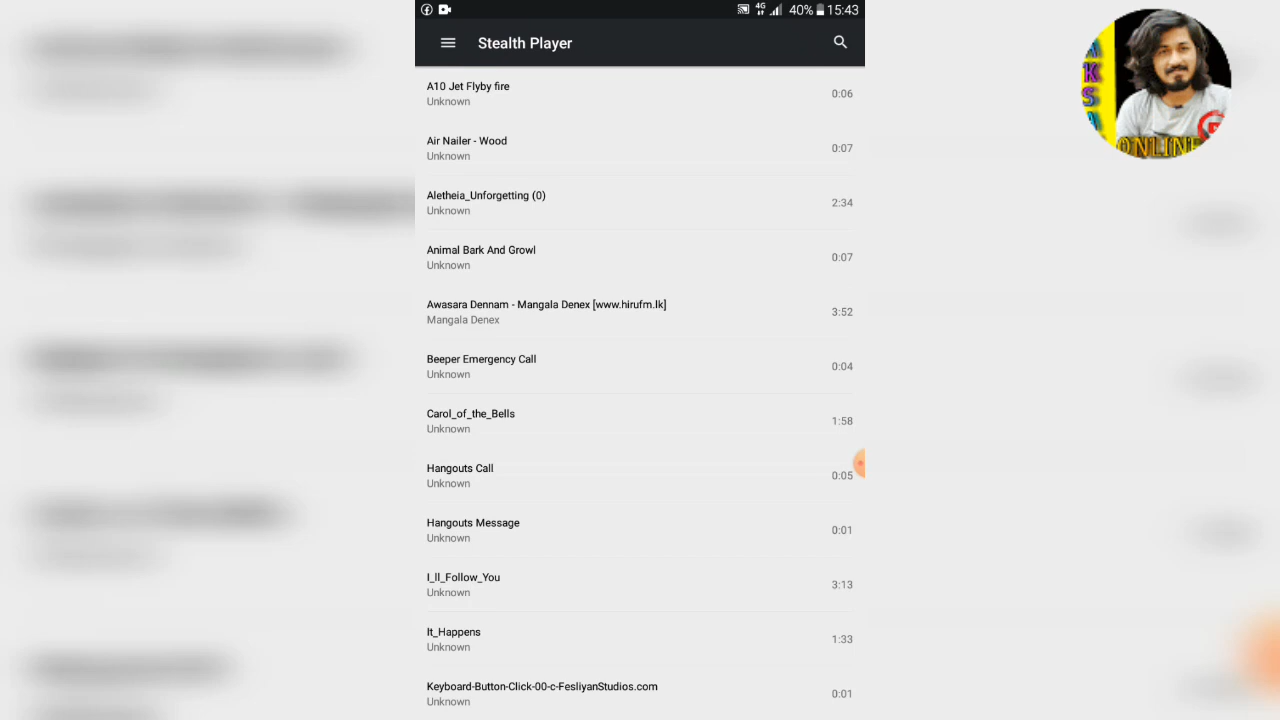 40% 15:43
4G
Stealth Player
A10 Jet Flyby fire
Unknown
0:06
Air Nailer - Wood
Unknown
0:07
Aletheia_Unforgetting (0)
Unknown
2:34
Animal Bark And Growl
Unknown
0:07
Awasara Dennam - Mangala Denex [www.hirufm.lk]
Mangala Denex
3:52
Beeper Emergency Call
Unknown
0:04
Carol_of_the_Bells
Unknown
1:58
Hangouts Call
Unknown
0:05
Hangouts Message
Unknown
0:01
I_ll_Follow_You
Unknown
3:13
It_Happens
Unknown
1:33
Keyboard-Button-Click-00-c-FesliyanStudios.com
Unknown
0:01
ONLINE